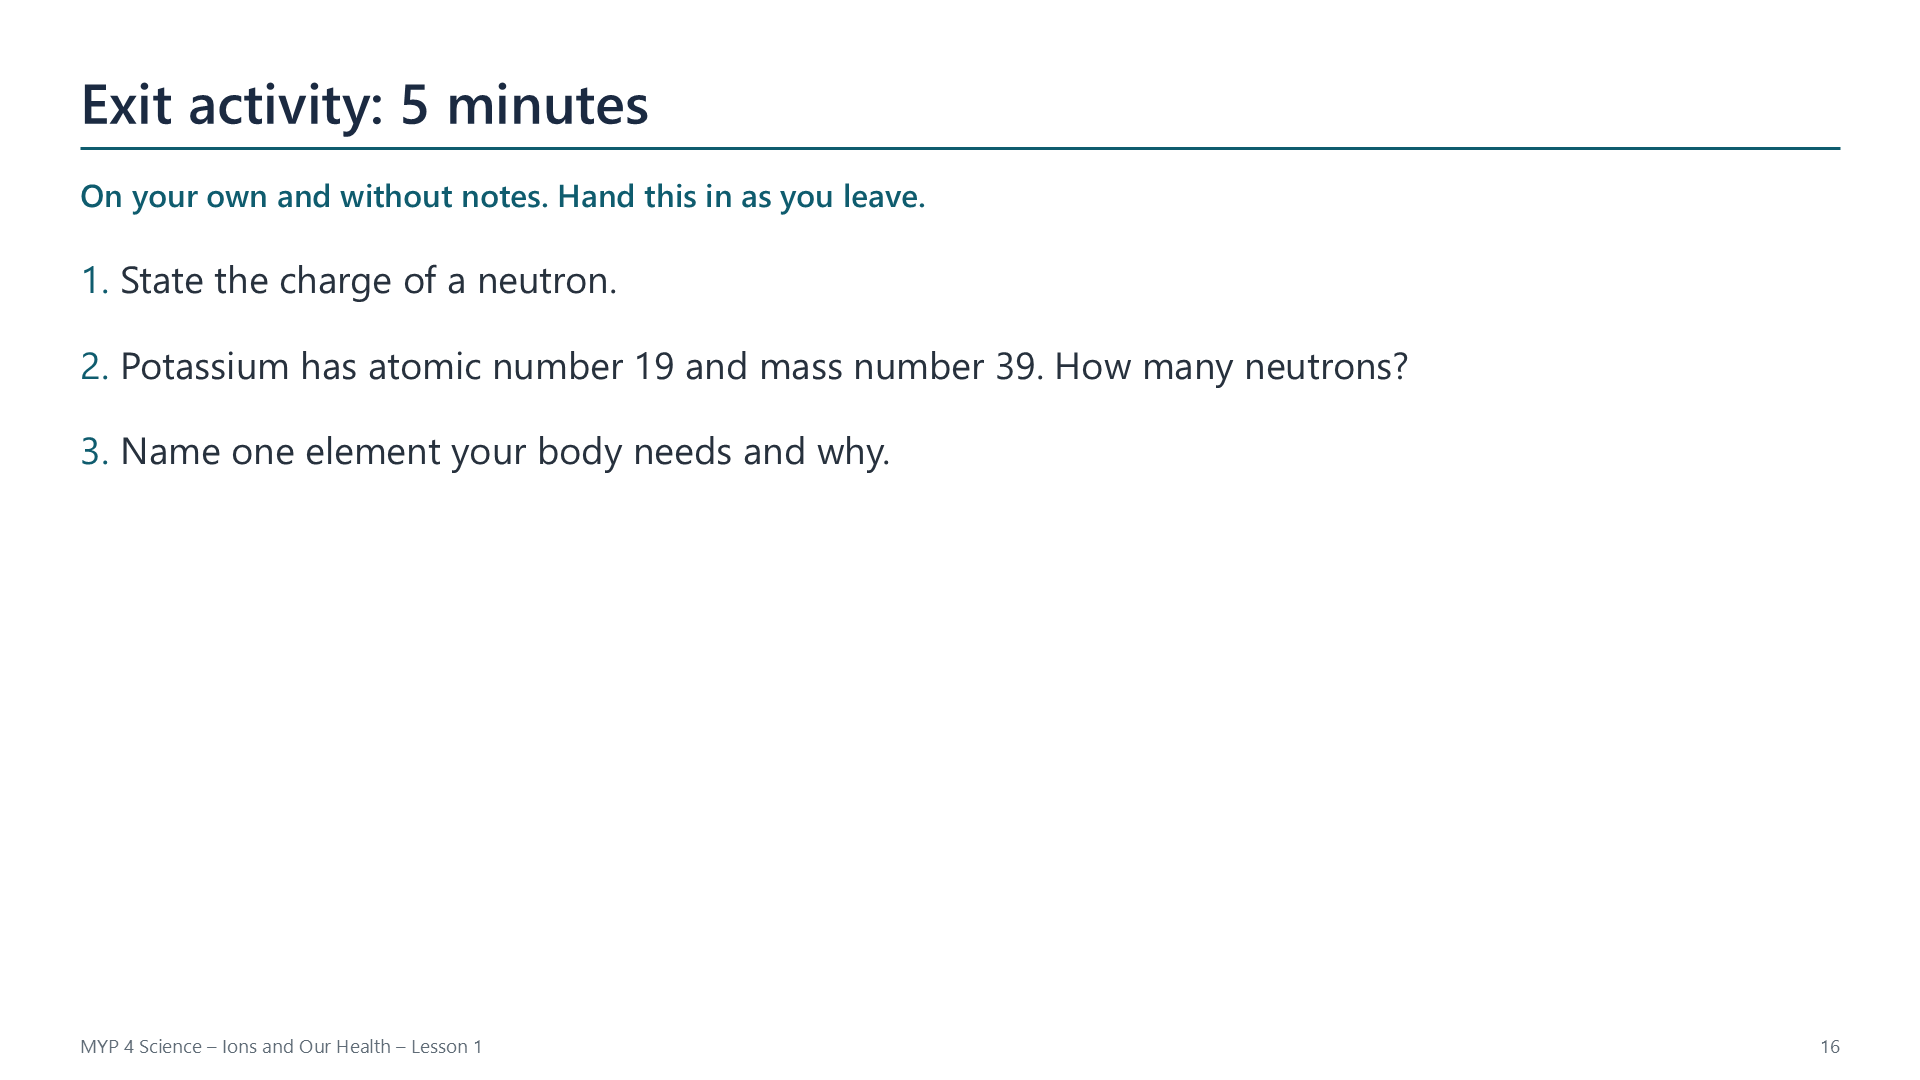 Exit activity: 5 minutes
On your own and without notes. Hand this in as you leave.
1. State the charge of a neutron.
2. Potassium has atomic number 19 and mass number 39. How many neutrons?
3. Name one element your body needs and why.
MYP 4 Science – Ions and Our Health – Lesson 1
16